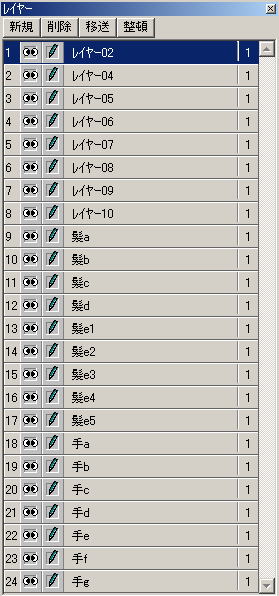 レイヤー
新規 削除 移送 整頓
1 レイヤー02 1
2 レイヤー04 1
3 レイヤー05 1
4 レイヤー06 1
5 レイヤー07 1
6 レイヤー08 1
7 レイヤー09 1
8 レイヤー10 1
9 髪a 1
10 髪b 1
11 髪c 1
12 髪d 1
13 髪e1 1
14 髪e2 1
15 髪e3 1
16 髪e4 1
17 髪e5 1
18 手a 1
19 手b 1
20 手c 1
21 手d 1
22 手e 1
23 手f 1
24 手g 1